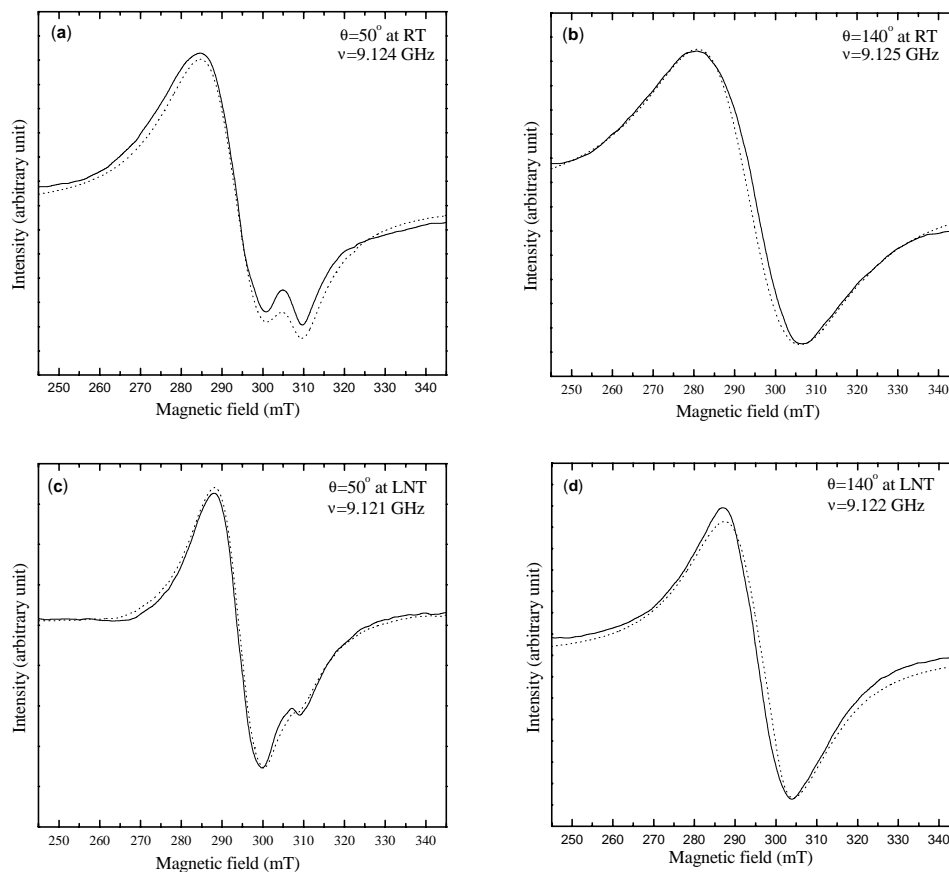 (a)
θ=50° at RT
ν=9.124 GHz
Intensity (arbitrary unit)
250 260 270 280 290 300 310 320 330 340
Magnetic field (mT)
(b)
θ=140° at RT
ν=9.125 GHz
Intensity (arbitrary unit)
250 260 270 280 290 300 310 320 330 340
Magnetic field (mT)
(c)
θ=50° at LNT
ν=9.121 GHz
Intensity (arbitrary unit)
250 260 270 280 290 300 310 320 330 340
Magnetic field (mT)
(d)
θ=140° at LNT
ν=9.122 GHz
Intensity (arbitrary unit)
250 260 270 280 290 300 310 320 330 340
Magnetic field (mT)